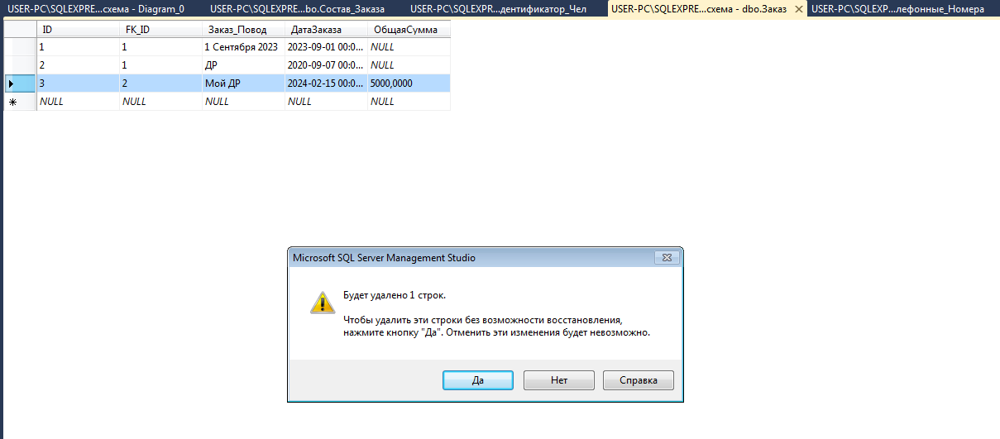 USER-PC\SQLEXPRE...схема - Diagram_0 USER-PC\SQLEXPRE...bo.Состав_Заказа USER-PC\SQLEXPR...дентификатор_Чел USER-PC\SQLEXPRE...схема - dbo.Заказ USER-PC\SQLEXP...лефонные_Номера
ID FK_ID Заказ_Повод ДатаЗаказа ОбщаяСумма
1 1 1 Сентября 2023 2023-09-01 00:0... NULL
2 1 ДР 2020-09-07 00:0... NULL
3 2 Мой ДР 2024-02-15 00:0... 5000,0000
NULL NULL NULL NULL NULL
Microsoft SQL Server Management Studio
Будет удалено 1 строк.
Чтобы удалить эти строки без возможности восстановления,
нажмите кнопку "Да". Отменить эти изменения будет невозможно.
Да Нет Справка